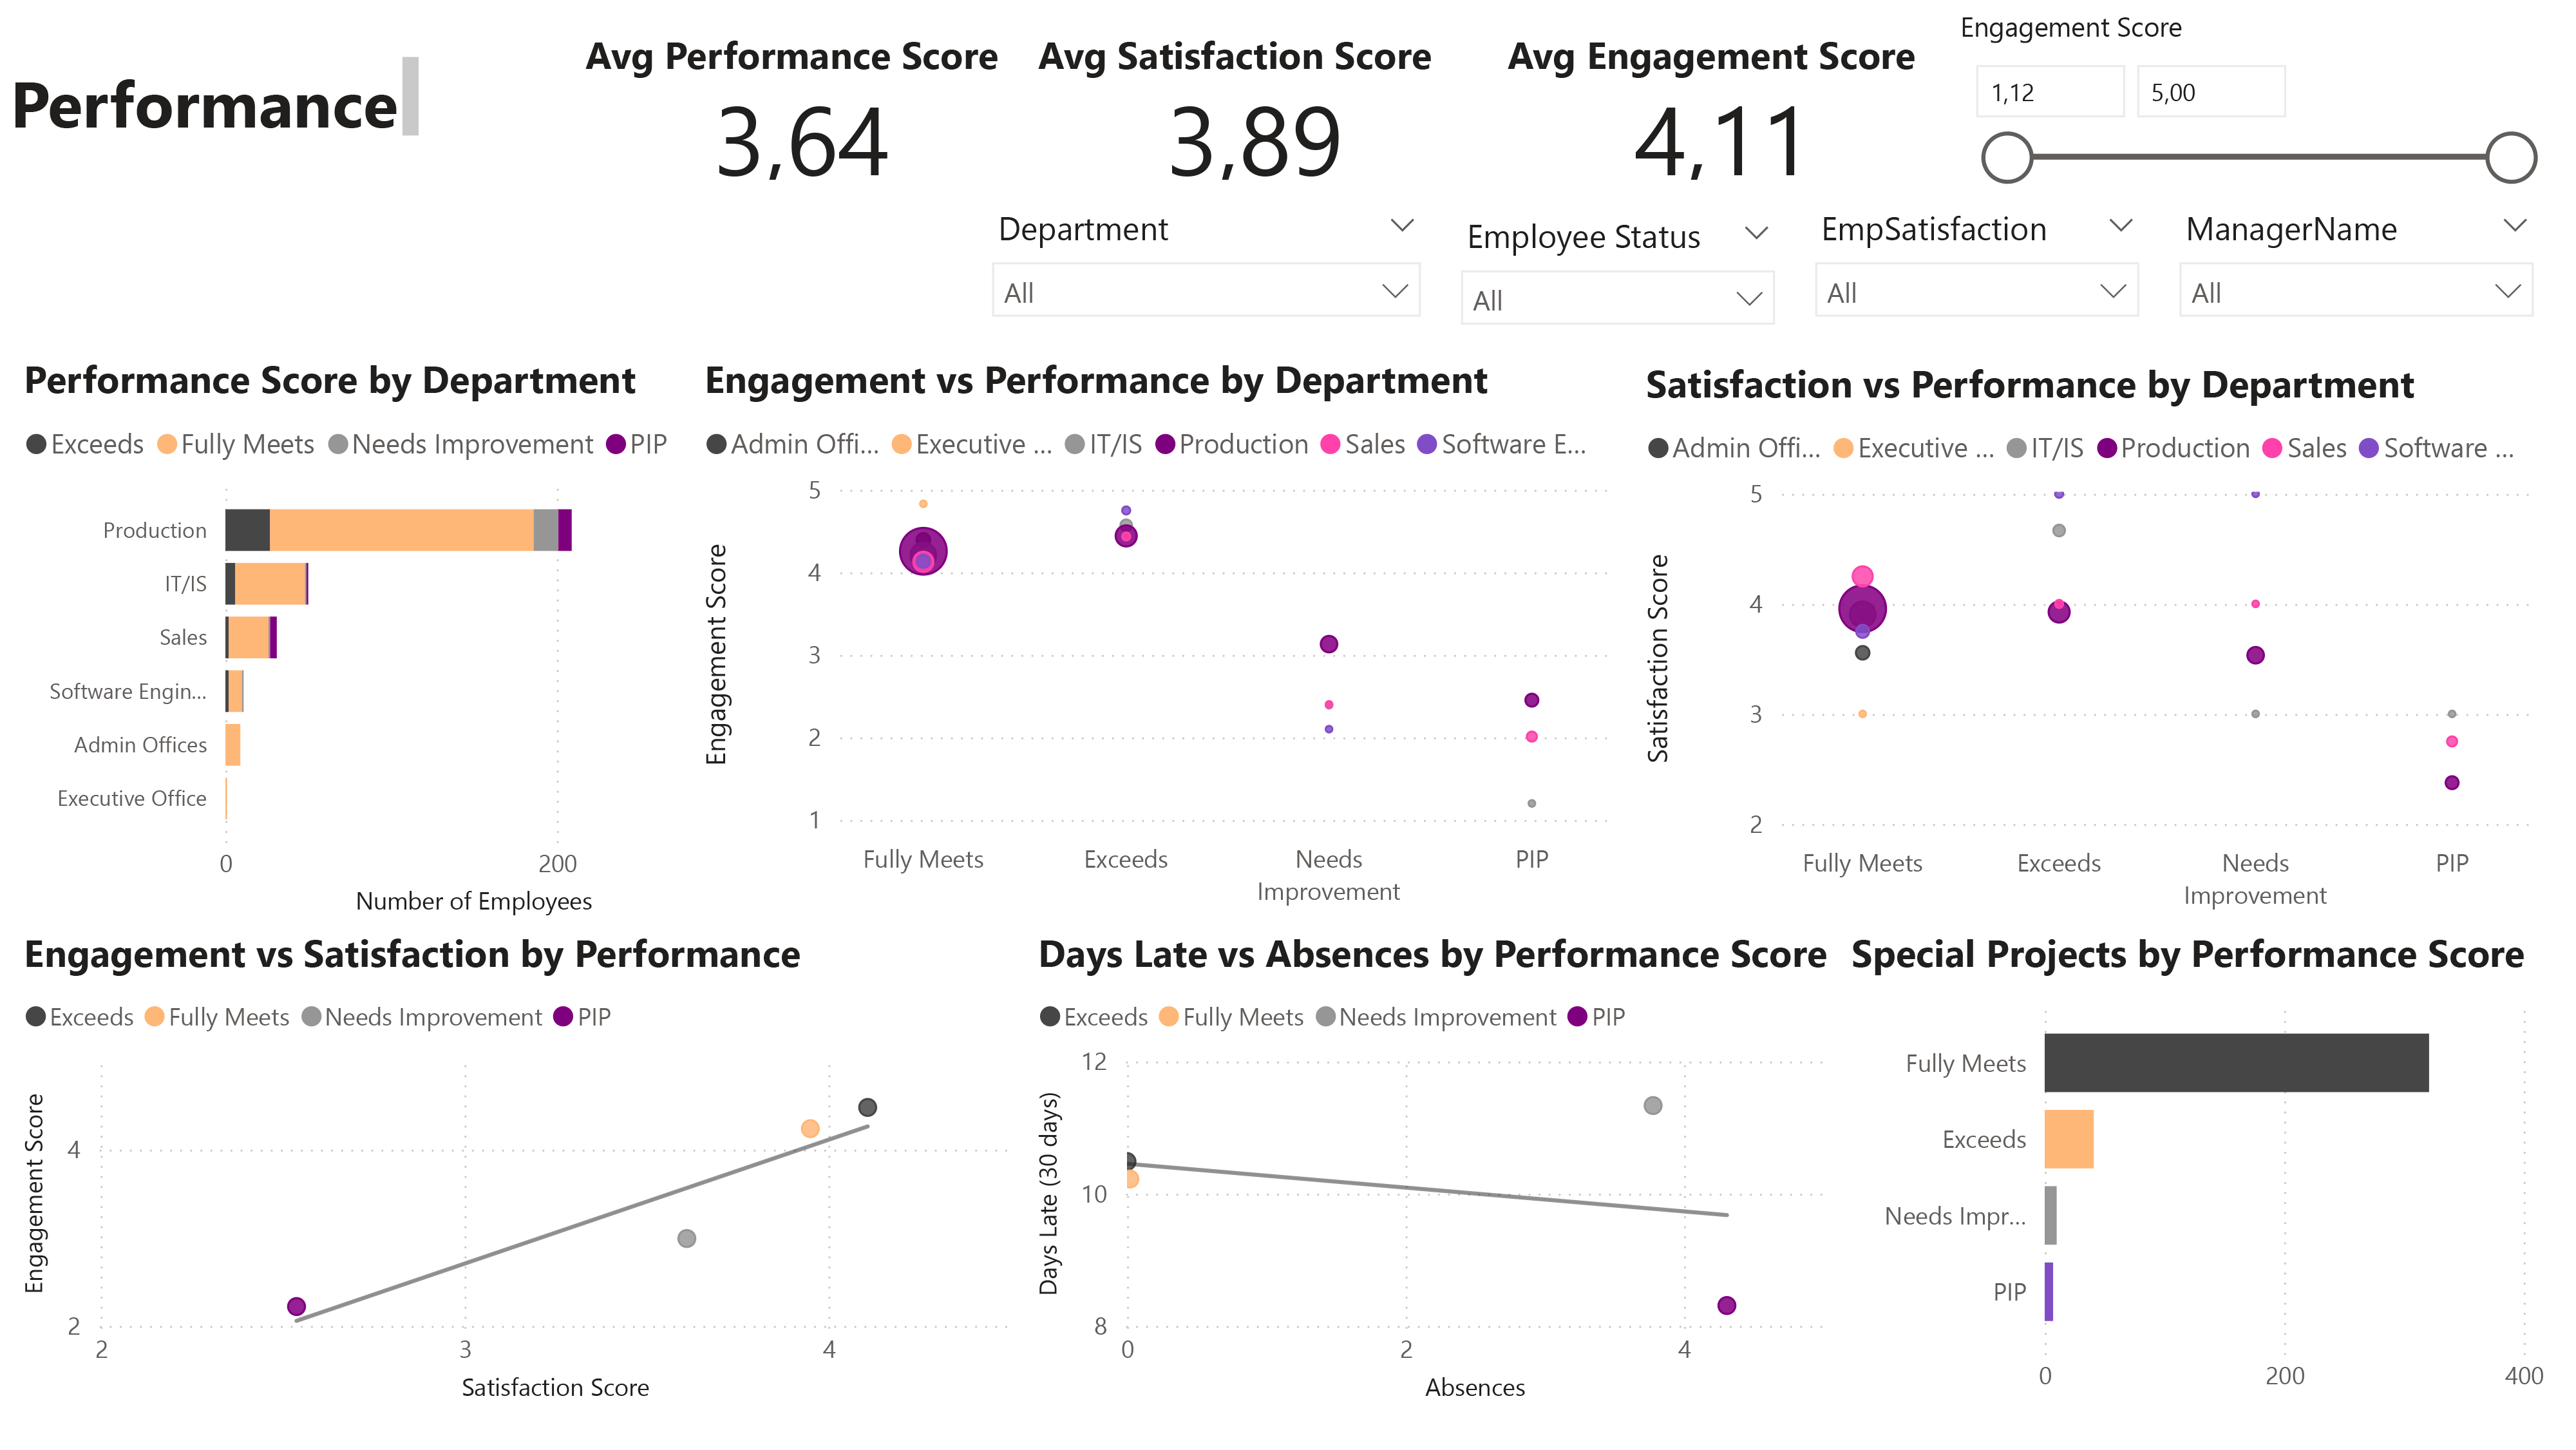 Performance
Avg Performance Score
3,64
Avg Satisfaction Score
3,89
Avg Engagement Score
4,11
Engagement Score
1,12 5,00
Department
All
Employee Status
All
EmpSatisfaction
All
ManagerName
All
Performance Score by Department
Exceeds Fully Meets Needs Improvement PIP
Production
IT/IS
Sales
Software Engin...
Admin Offices
Executive Office
0 200
Number of Employees
Engagement vs Performance by Department
Admin Offi... Executive ... IT/IS Production Sales Software E...
Engagement Score
5
4
3
2
1
Fully Meets Exceeds Needs Improvement PIP
Satisfaction vs Performance by Department
Admin Offi... Executive ... IT/IS Production Sales Software ...
Satisfaction Score
5
4
3
2
Fully Meets Exceeds Needs Improvement PIP
Engagement vs Satisfaction by Performance
Exceeds Fully Meets Needs Improvement PIP
Engagement Score
4
2
2 3 4
Satisfaction Score
Days Late vs Absences by Performance Score
Exceeds Fully Meets Needs Improvement PIP
Days Late (30 days)
12
10
8
0 2 4
Absences
Special Projects by Performance Score
Fully Meets
Exceeds
Needs Impr...
PIP
0 200 400